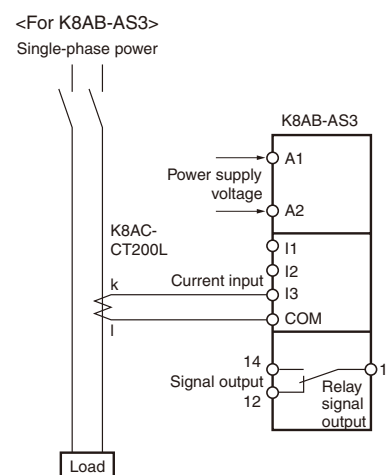 <For K8AB-AS3>
Single-phase power
K8AB-AS3
A1
Power supply
voltage
A2
K8AC-
CT200L
I1
I2
k
Current input
I3
COM
l
14
Signal output
12
1
Relay
signal
output
Load